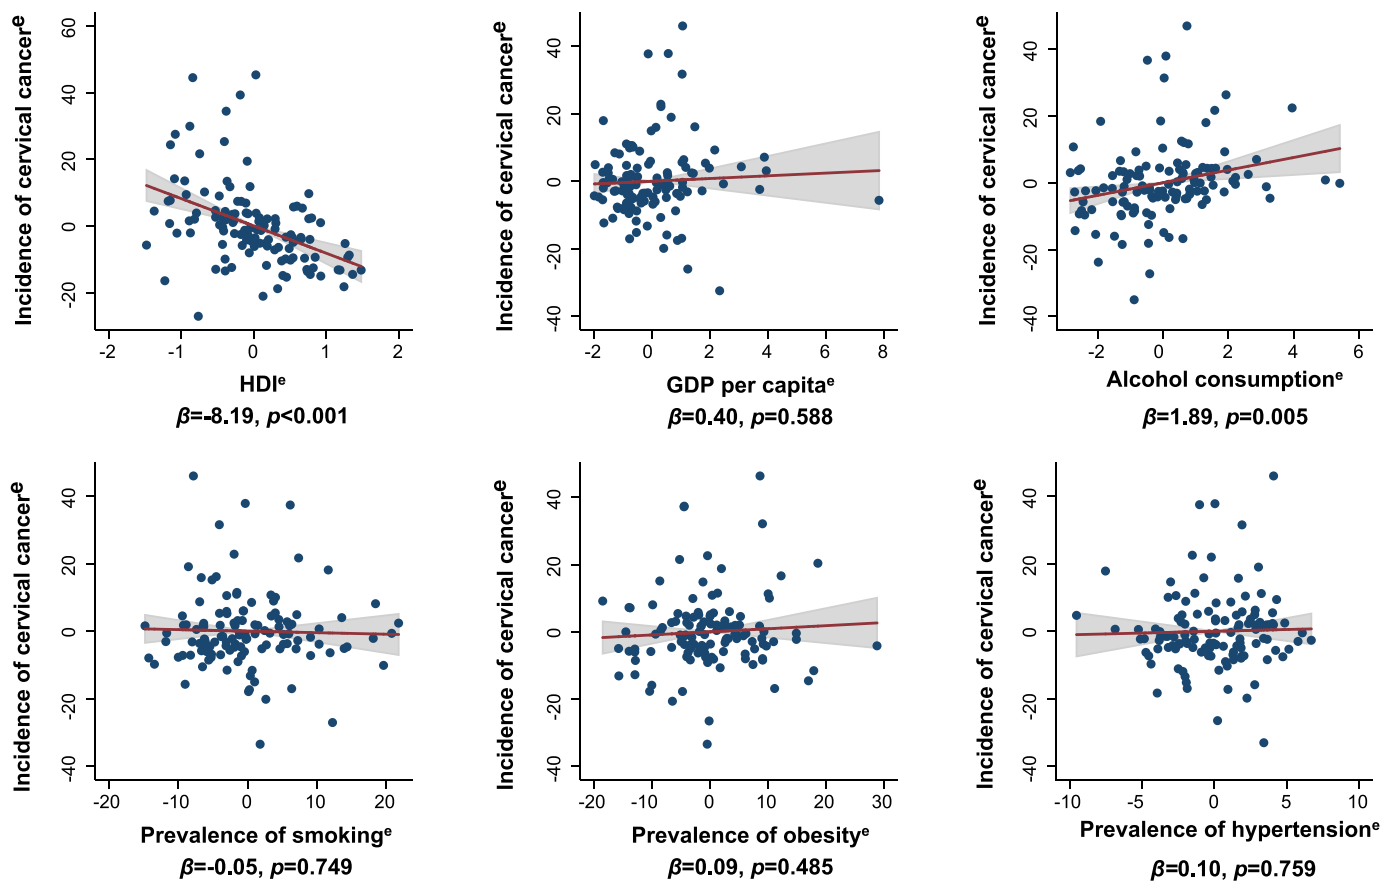 Incidence of cervical cancerᵉ
60
40
20
0
-20
-2 -1 0 1 2
HDIᵉ
β=-8.19, p<0.001
Incidence of cervical cancerᵉ
40
20
0
-20
-40
-2 0 2 4 6 8
GDP per capitaᵉ
β=0.40, p=0.588
Incidence of cervical cancerᵉ
40
20
0
-20
-40
-2 0 2 4 6
Alcohol consumptionᵉ
β=1.89, p=0.005
Incidence of cervical cancerᵉ
40
20
0
-20
-40
-20 -10 0 10 20
Prevalence of smokingᵉ
β=-0.05, p=0.749
Incidence of cervical cancerᵉ
40
20
0
-20
-40
-20 -10 0 10 20 30
Prevalence of obesityᵉ
β=0.09, p=0.485
Incidence of cervical cancerᵉ
40
20
0
-20
-40
-10 -5 0 5 10
Prevalence of hypertensionᵉ
β=0.10, p=0.759